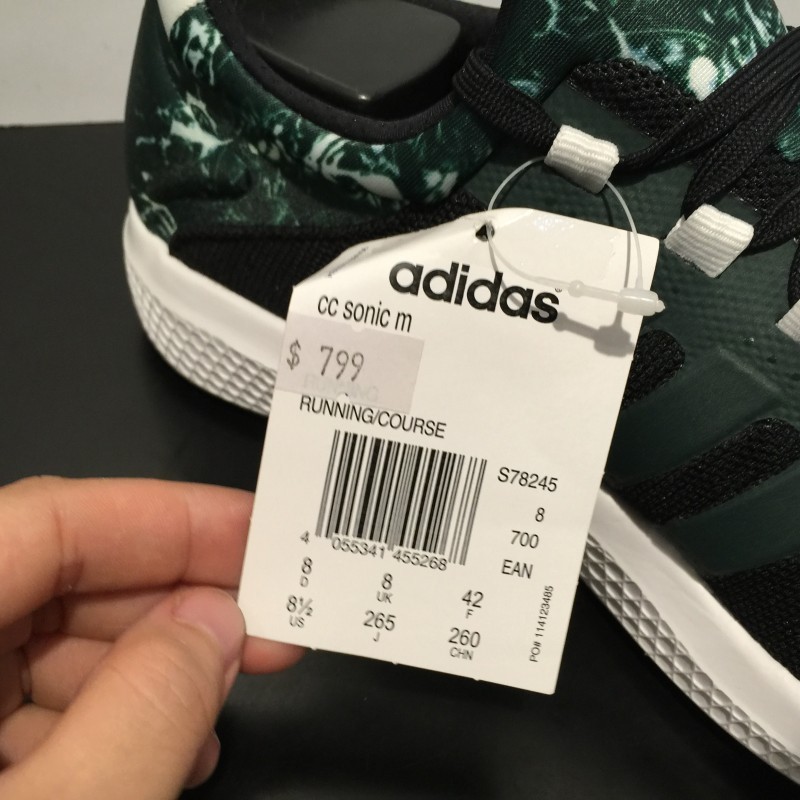 adidas
cc sonic m
$ 799
RUNNING/COURSE
S78245
8
700
EAN
4 055341 455268
8 D
8 UK
42 F
8½ US
265 J
260 CHN
PO# 114123485